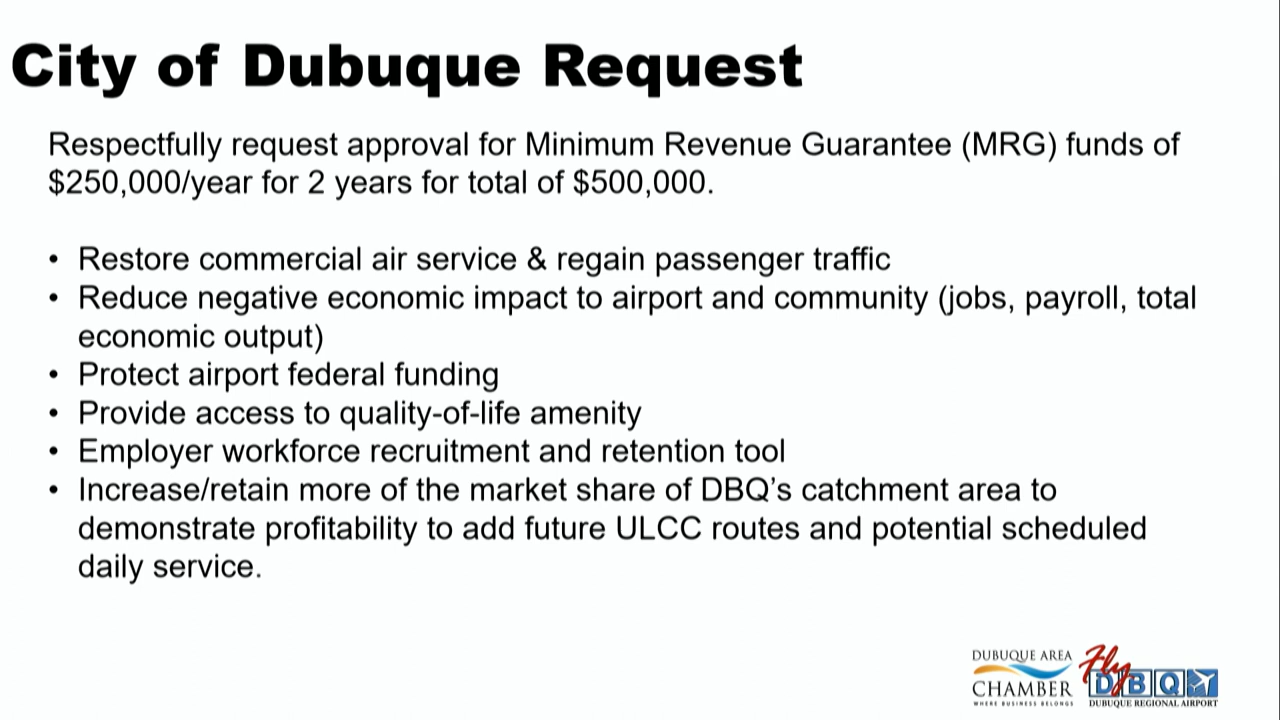 City of Dubuque Request
Respectfully request approval for Minimum Revenue Guarantee (MRG) funds of
$250,000/year for 2 years for total of $500,000.
• Restore commercial air service & regain passenger traffic
• Reduce negative economic impact to airport and community (jobs, payroll, total
economic output)
• Protect airport federal funding
• Provide access to quality-of-life amenity
• Employer workforce recruitment and retention tool
• Increase/retain more of the market share of DBQ’s catchment area to
demonstrate profitability to add future ULCC routes and potential scheduled
daily service.
DUBUQUE AREA
CHAMBER
WHERE BUSINESS BELONGS
Fly
DBQ
DUBUQUE REGIONAL AIRPORT